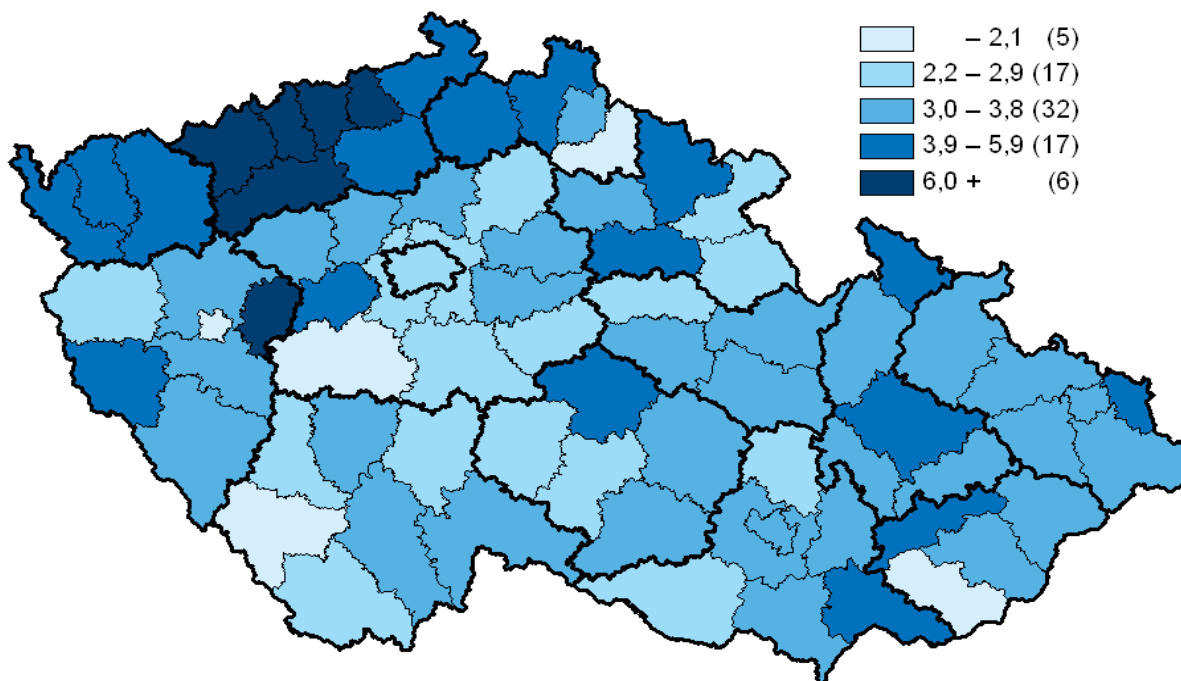 – 2,1 (5)
2,2 – 2,9 (17)
3,0 – 3,8 (32)
3,9 – 5,9 (17)
6,0 + (6)